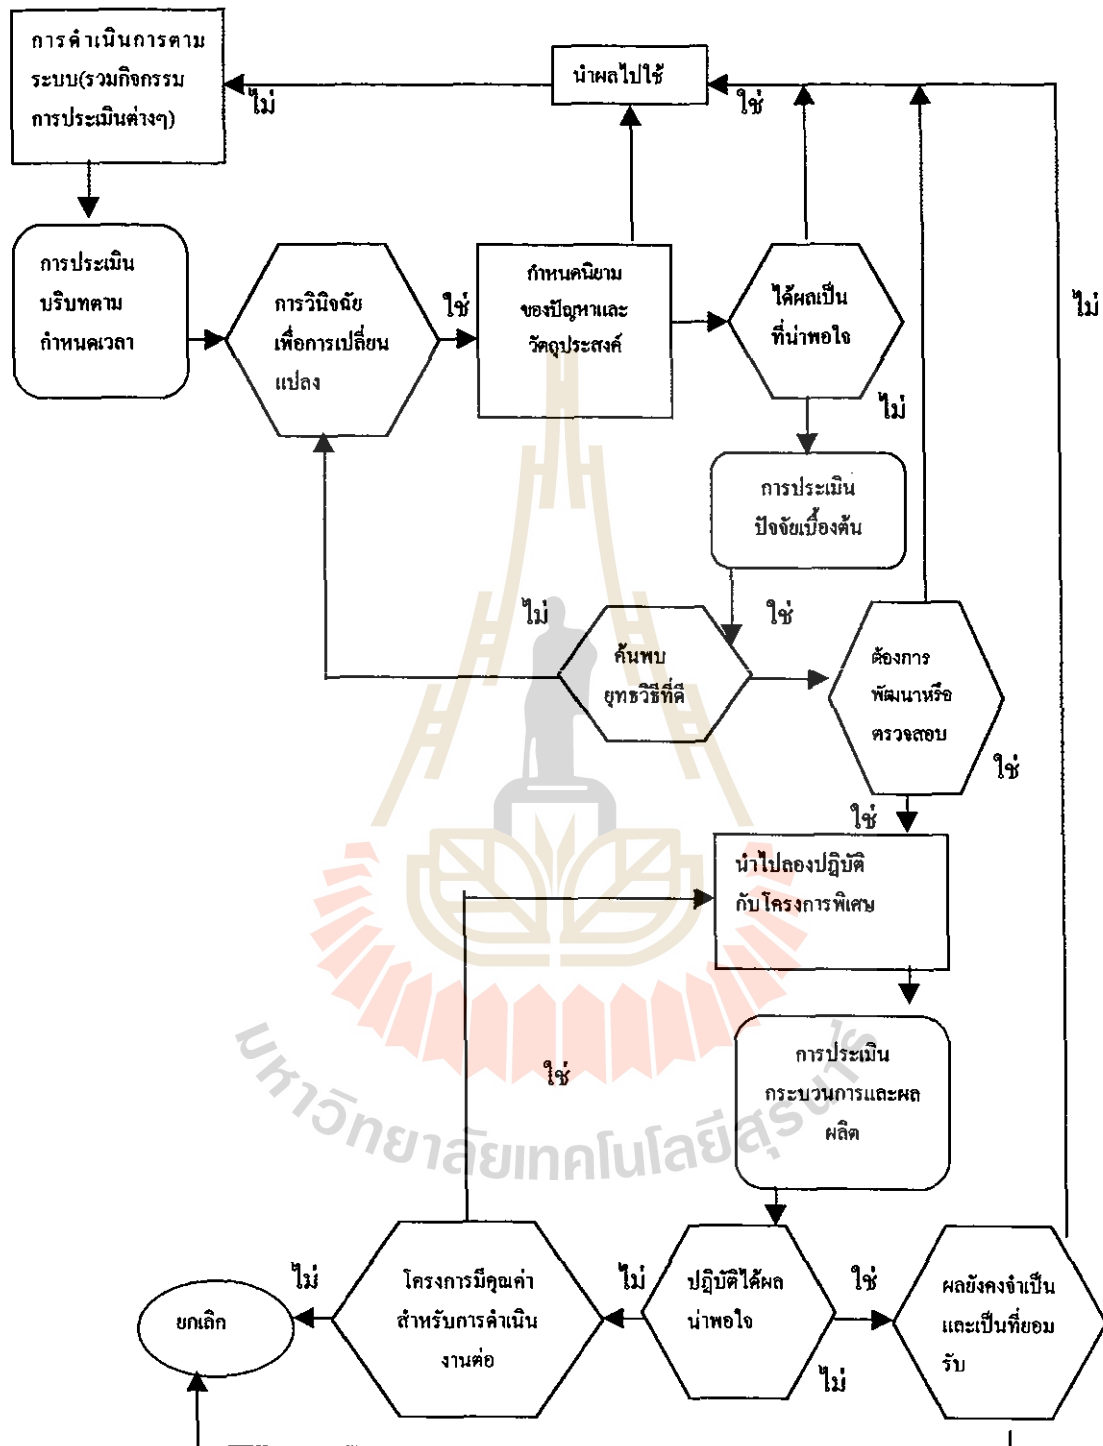 การดำเนินการตาม
ระบบ(รวมกิจกรรม
การประเมินต่างๆ)
ไม่
นำผลไปใช้
ใช่
การประเมิน
บริบทตาม
กำหนดเวลา
การวินิจฉัย
เพื่อการเปลี่ยน
แปลง
ใช่
กำหนดนิยาม
ของปัญหาและ
วัตถุประสงค์
ได้ผลเป็น
ที่น่าพอใจ
ไม่
ไม่
การประเมิน
ปัจจัยเบื้องต้น
ไม่
ใช่
ค้นพบ
ยุทธวิธีที่ดี
ต้องการ
พัฒนาหรือ
ตรวจสอบ
ใช่
ใช่
นำไปลองปฏิบัติ
กับโครงการพิเศษ
ใช่
การประเมิน
กระบวนการและผล
ผลิต
มหาวิทยาลัยเทคโนโลยีสุรนารี
ยกเลิก
ไม่
โครงการมีคุณค่า
สำหรับการดำเนิน
งานต่อ
ไม่
ปฏิบัติได้ผล
น่าพอใจ
ใช่
ไม่
ผลยังคงจำเป็น
และเป็นที่ยอม
รับ